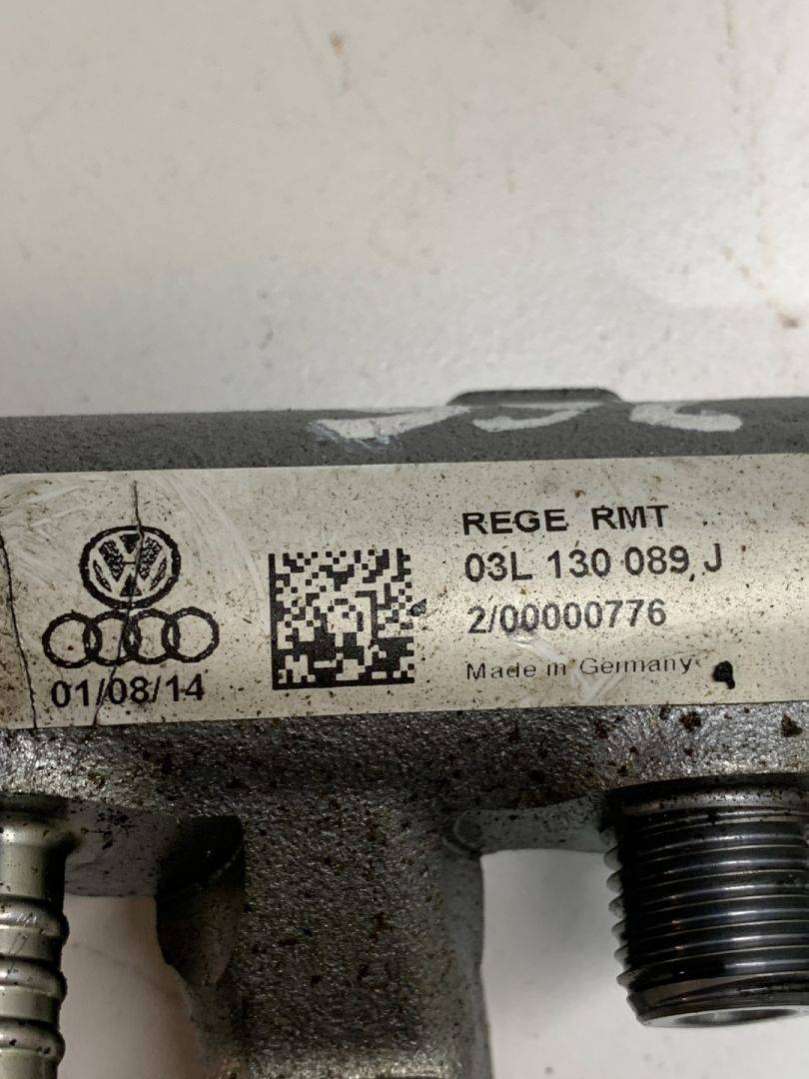 REGE RMT
03L 130 089 J
2/00000776
Made in Germany
01/08/14